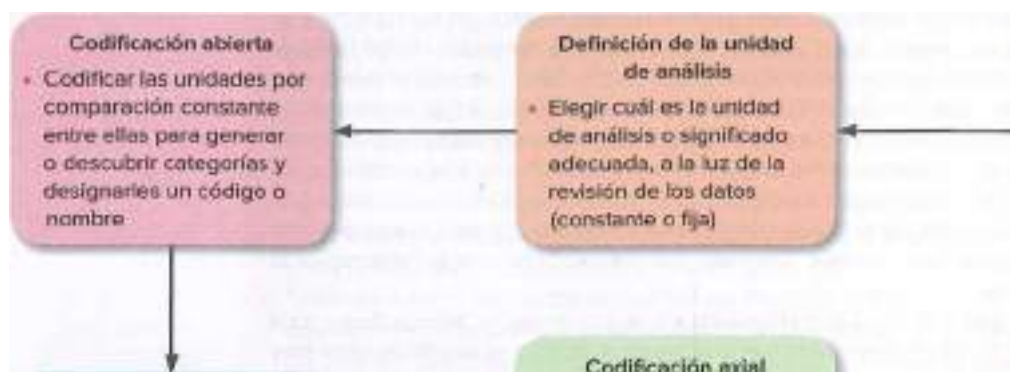 Codificación abierta
• Codificar las unidades por
comparación constante
entre ellas para generar
o descubrir categorías y
designarles un código o
nombre
Definición de la unidad
de análisis
• Elegir cuál es la unidad
de análisis o significado
adecuada, a la luz de la
revisión de los datos
(constante o fija)
Codificación axial